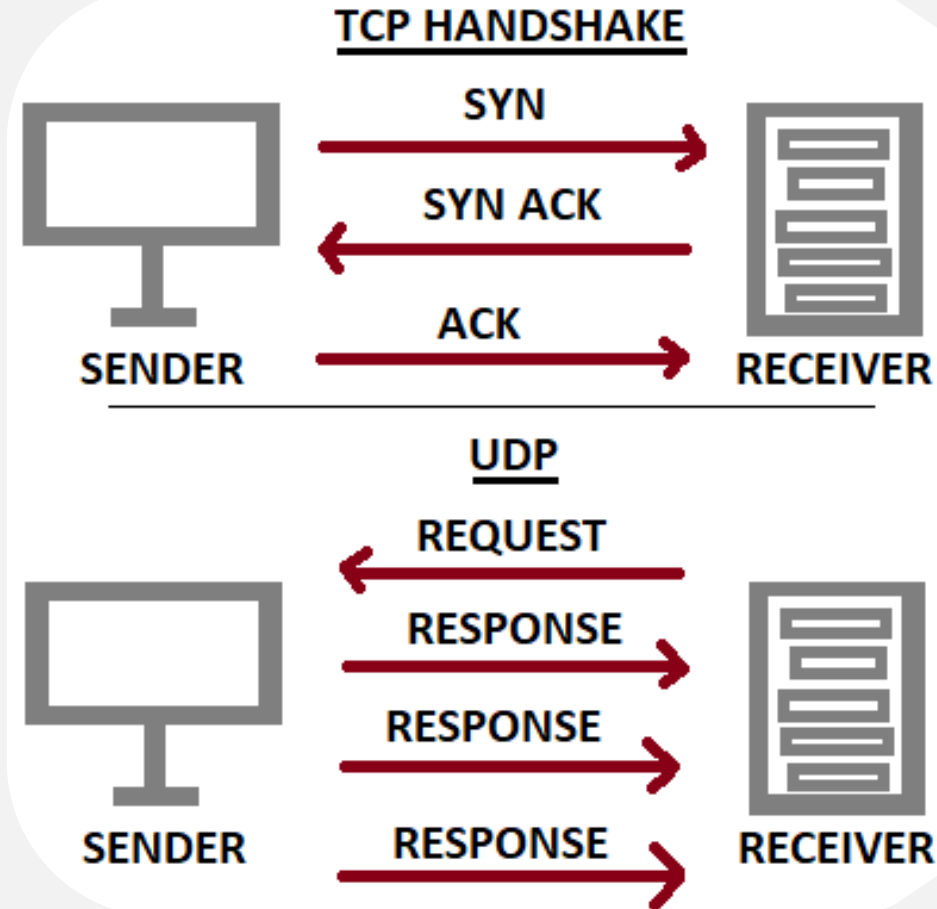 TCP HANDSHAKE
SYN
SYN ACK
ACK
SENDER
RECEIVER
UDP
REQUEST
RESPONSE
RESPONSE
RESPONSE
SENDER
RECEIVER